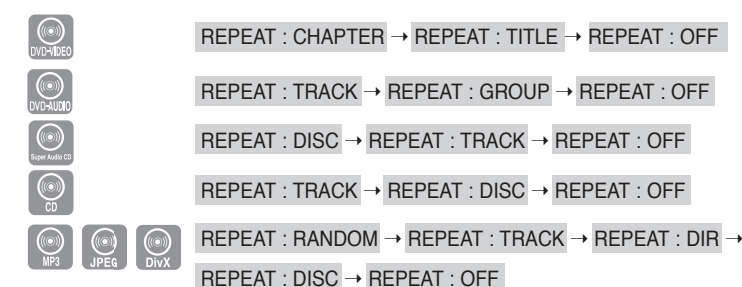 DVD-VIDEO REPEAT : CHAPTER → REPEAT : TITLE → REPEAT : OFF
DVD-AUDIO REPEAT : TRACK → REPEAT : GROUP → REPEAT : OFF
Super Audio CD REPEAT : DISC → REPEAT : TRACK → REPEAT : OFF
CD REPEAT : TRACK → REPEAT : DISC → REPEAT : OFF
MP3 JPEG DivX REPEAT : RANDOM → REPEAT : TRACK → REPEAT : DIR →
REPEAT : DISC → REPEAT : OFF